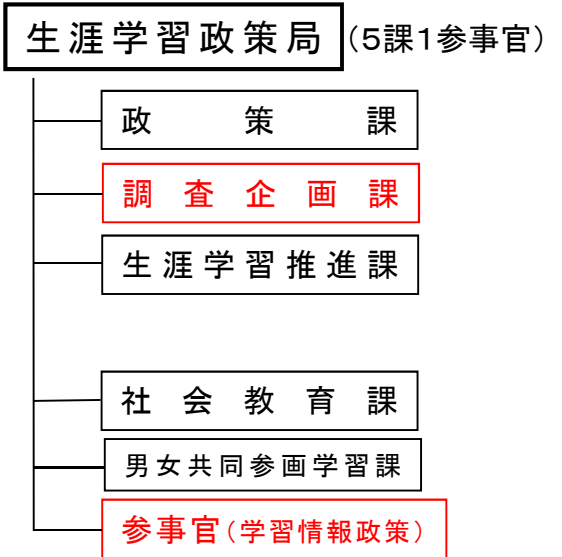 生涯学習政策局（5課1参事官）
政策課
調査企画課
生涯学習推進課
社会教育課
男女共同参画学習課
参事官（学習情報政策）